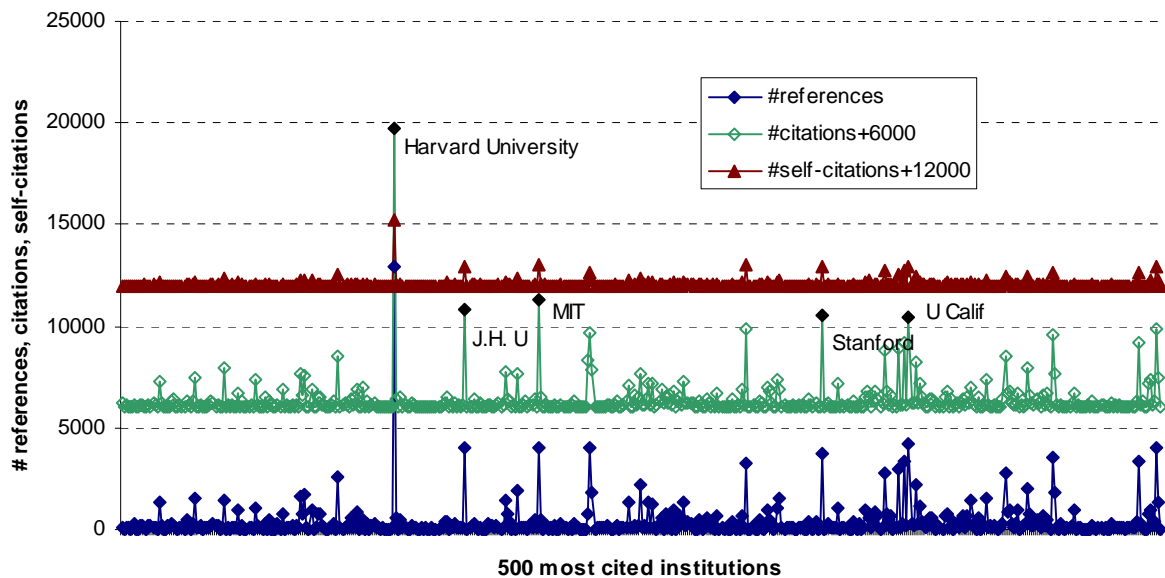 25000
20000
15000
10000
5000
0
# references, citations, self-citations
#references
#citations+6000
#self-citations+12000
Harvard University
J.H. U
MIT
Stanford
U Calif
500 most cited institutions